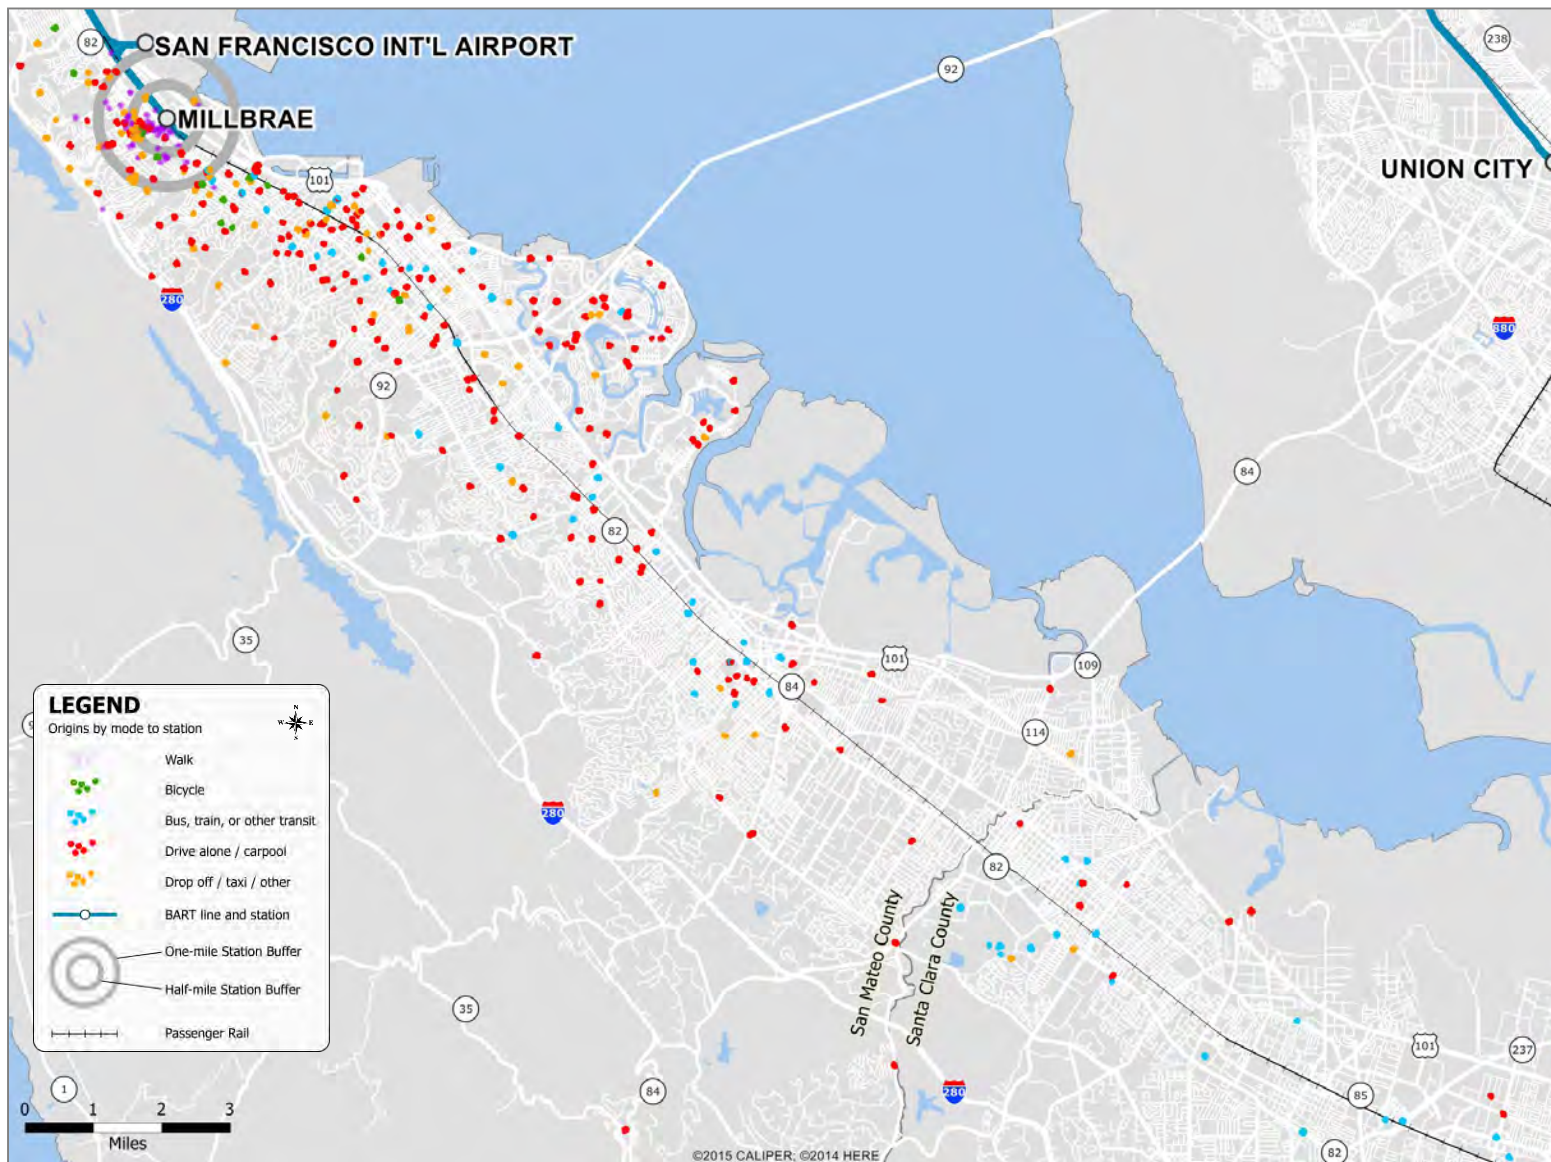 82
SAN FRANCISCO INT'L AIRPORT
MILLBRAE
101
92
238
UNION CITY
880
280
92
84
82
35
101
109
84
114
LEGEND
Origins by mode to station
N
W E
S
Walk
Bicycle
Bus, train, or other transit
Drive alone / carpool
Drop off / taxi / other
BART line and station
One-mile Station Buffer
Half-mile Station Buffer
Passenger Rail
280
82
San Mateo County
Santa Clara County
35
101
237
1
84
280
85
82
0 1 2 3
Miles
©2015 CALIPER; ©2014 HERE